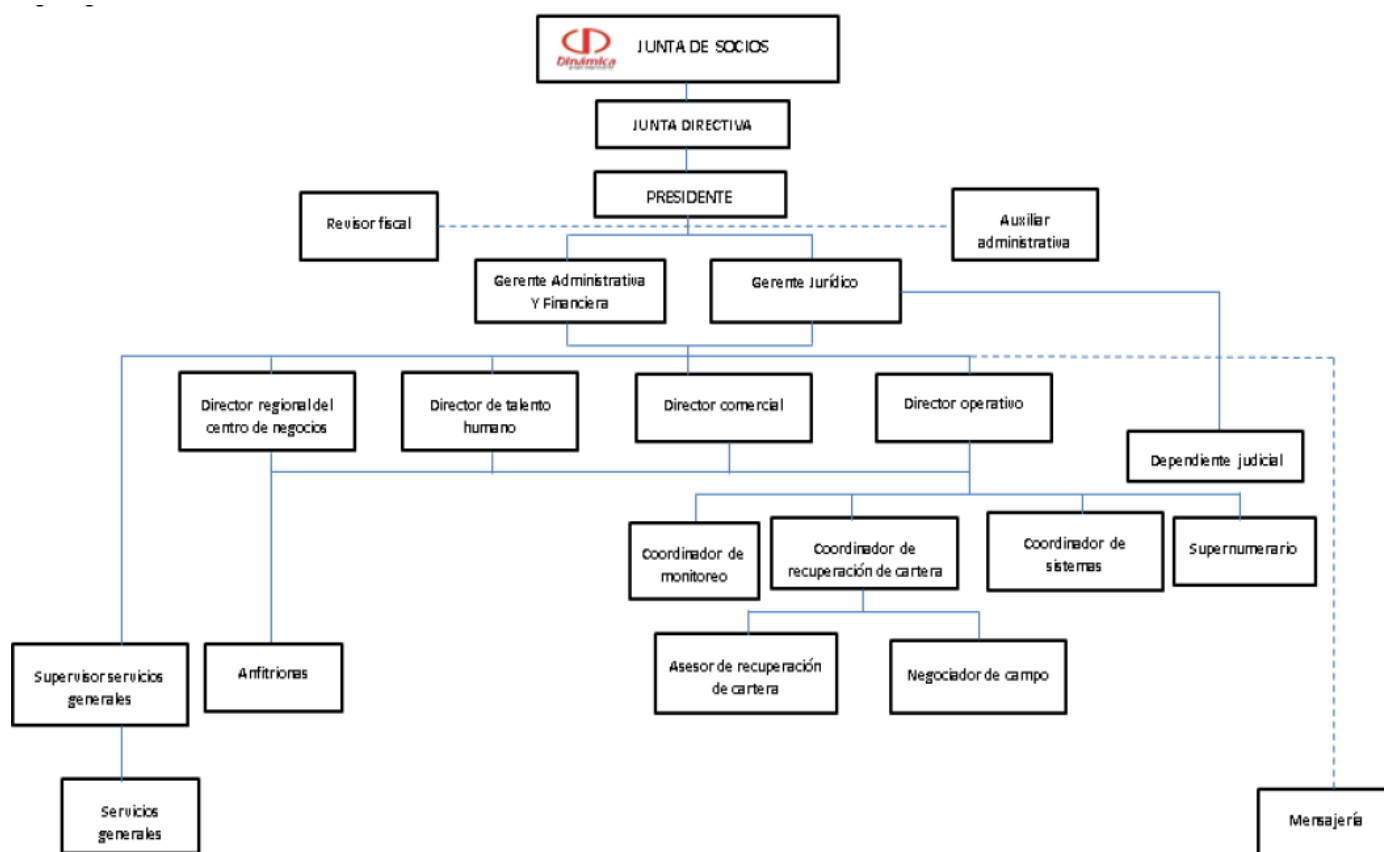 JUNTA DE SOCIOS
Dinámica
JUNTA DIRECTIVA
PRESIDENTE
Revisor fiscal
Auxiliar
administrativa
Gerente Administrativa
Y Financiera
Gerente Jurídico
Director regional del
centro de negocios
Director de talento
humano
Director comercial
Director operativo
Dependiente judicial
Coordinador de
monitoreo
Coordinador de
recuperación de cartera
Coordinador de
sistemas
Supernumerario
Supervisor servicios
generales
Anfitrionas
Asesor de recuperación
de cartera
Negociador de campo
Servicios
generales
Mensajería